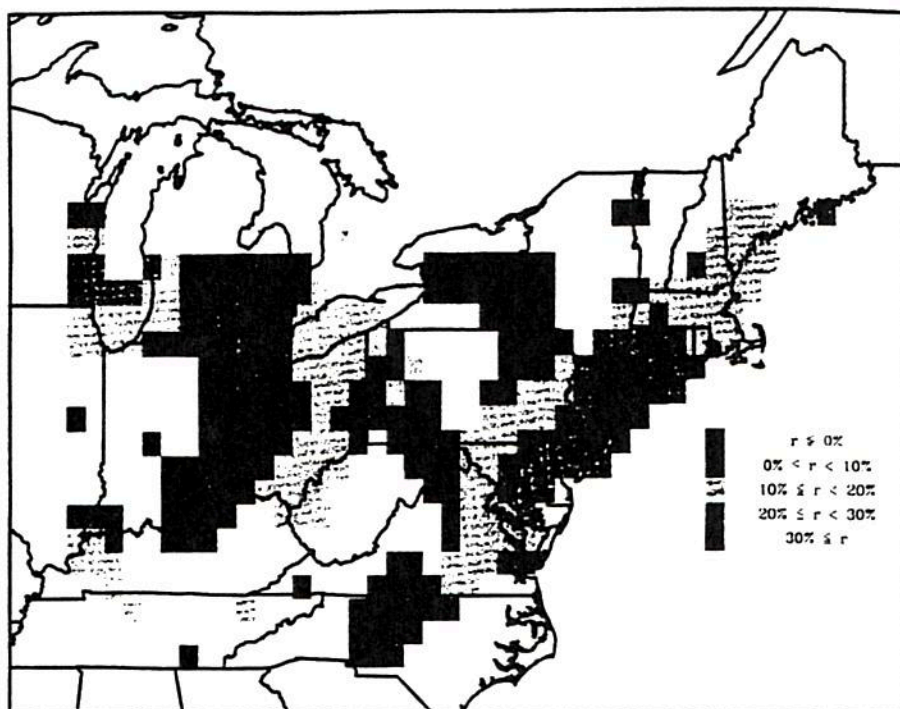 r ≦ 0%
0% < r < 10%
10% ≦ r < 20%
20% ≦ r < 30%
30% ≦ r